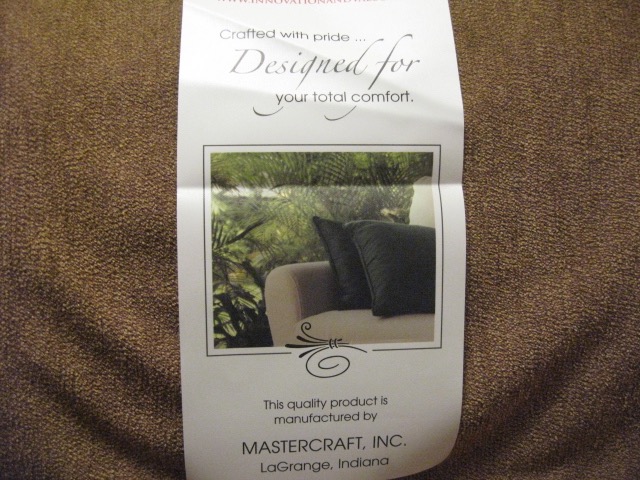 Crafted with pride ...
Designed for
your total comfort.
This quality product is
manufactured by
MASTERCRAFT, INC.
LaGrange, Indiana